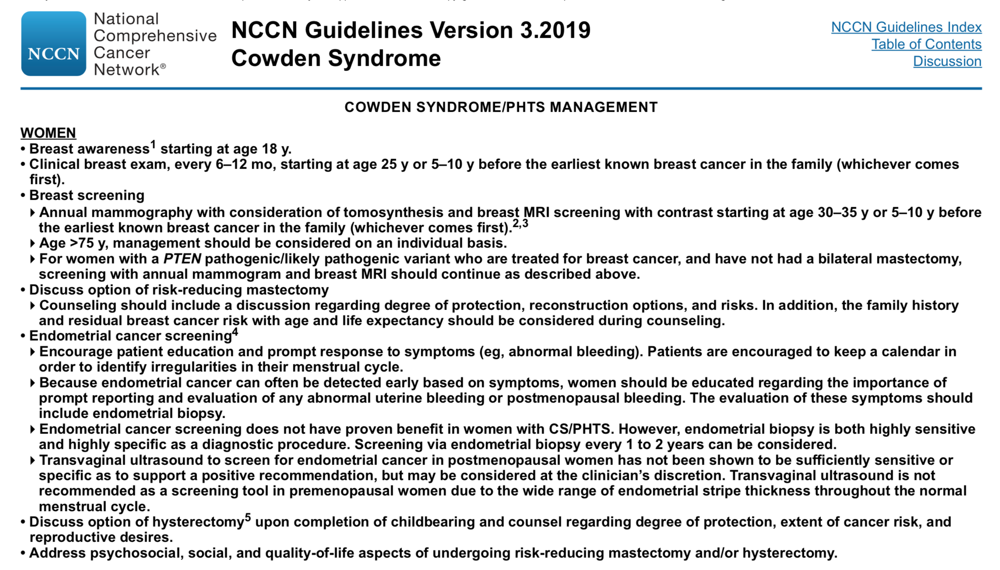 National
Comprehensive
Cancer
Network®
NCCN
NCCN Guidelines Version 3.2019
Cowden Syndrome
NCCN Guidelines Index
Table of Contents
Discussion
COWDEN SYNDROME/PHTS MANAGEMENT
WOMEN
• Breast awareness1 starting at age 18 y.
• Clinical breast exam, every 6–12 mo, starting at age 25 y or 5–10 y before the earliest known breast cancer in the family (whichever comes
first).
• Breast screening
▸ Annual mammography with consideration of tomosynthesis and breast MRI screening with contrast starting at age 30–35 y or 5–10 y before
the earliest known breast cancer in the family (whichever comes first).2,3
▸ Age >75 y, management should be considered on an individual basis.
▸ For women with a PTEN pathogenic/likely pathogenic variant who are treated for breast cancer, and have not had a bilateral mastectomy,
screening with annual mammogram and breast MRI should continue as described above.
• Discuss option of risk-reducing mastectomy
▸ Counseling should include a discussion regarding degree of protection, reconstruction options, and risks. In addition, the family history
and residual breast cancer risk with age and life expectancy should be considered during counseling.
• Endometrial cancer screening4
▸ Encourage patient education and prompt response to symptoms (eg, abnormal bleeding). Patients are encouraged to keep a calendar in
order to identify irregularities in their menstrual cycle.
▸ Because endometrial cancer can often be detected early based on symptoms, women should be educated regarding the importance of
prompt reporting and evaluation of any abnormal uterine bleeding or postmenopausal bleeding. The evaluation of these symptoms should
include endometrial biopsy.
▸ Endometrial cancer screening does not have proven benefit in women with CS/PHTS. However, endometrial biopsy is both highly sensitive
and highly specific as a diagnostic procedure. Screening via endometrial biopsy every 1 to 2 years can be considered.
▸ Transvaginal ultrasound to screen for endometrial cancer in postmenopausal women has not been shown to be sufficiently sensitive or
specific as to support a positive recommendation, but may be considered at the clinician’s discretion. Transvaginal ultrasound is not
recommended as a screening tool in premenopausal women due to the wide range of endometrial stripe thickness throughout the normal
menstrual cycle.
• Discuss option of hysterectomy5 upon completion of childbearing and counsel regarding degree of protection, extent of cancer risk, and
reproductive desires.
• Address psychosocial, social, and quality-of-life aspects of undergoing risk-reducing mastectomy and/or hysterectomy.